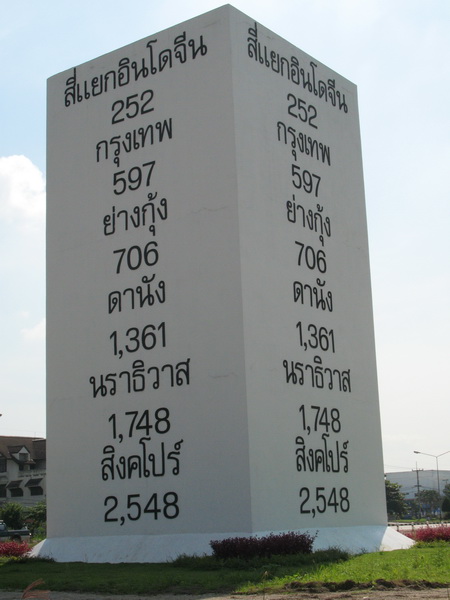 สี่แยกอินโดจีน
252
กรุงเทพ
597
ย่างกุ้ง
706
ดานัง
1,361
นราธิวาส
1,748
สิงคโปร์
2,548
สี่แยกอินโดจีน
252
กรุงเทพ
597
ย่างกุ้ง
706
ดานัง
1,361
นราธิวาส
1,748
สิงคโปร์
2,548